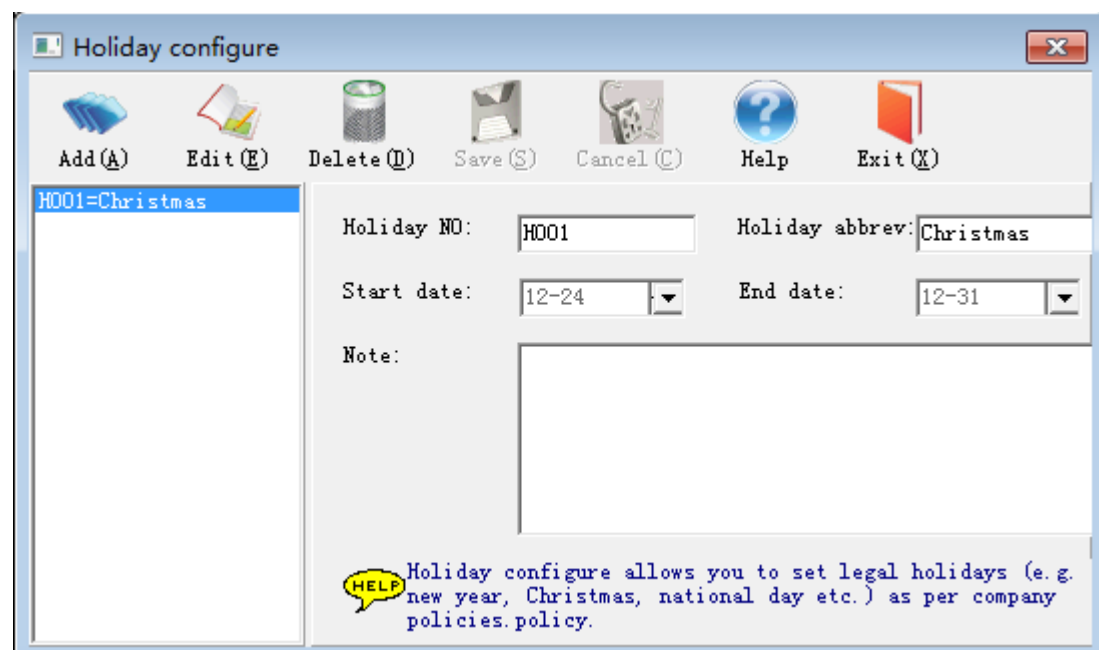 Holiday configure
Add(A) Edit(E) Delete(D) Save(S) Cancel(C) Help Exit(X)
H001=Christmas
Holiday NO: H001 Holiday abbrev: Christmas
Start date: 12-24 End date: 12-31
Note:
HELP
Holiday configure allows you to set legal holidays (e.g.
new year, Christmas, national day etc.) as per company
policies.policy.